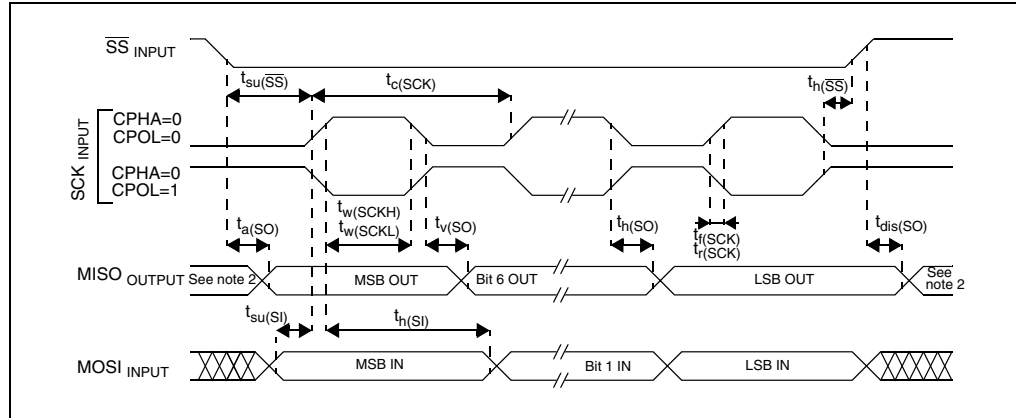 SS INPUT
tsu(SS)
tc(SCK)
th(SS)
SCK INPUT
CPHA=0
CPOL=0
CPHA=0
CPOL=1
ta(SO)
tw(SCKH)
tw(SCKL)
tv(SO)
th(SO)
tf(SCK)
tr(SCK)
tdis(SO)
MISO OUTPUT
See note 2
MSB OUT
Bit 6 OUT
LSB OUT
See
note 2
tsu(SI)
th(SI)
MOSI INPUT
MSB IN
Bit 1 IN
LSB IN